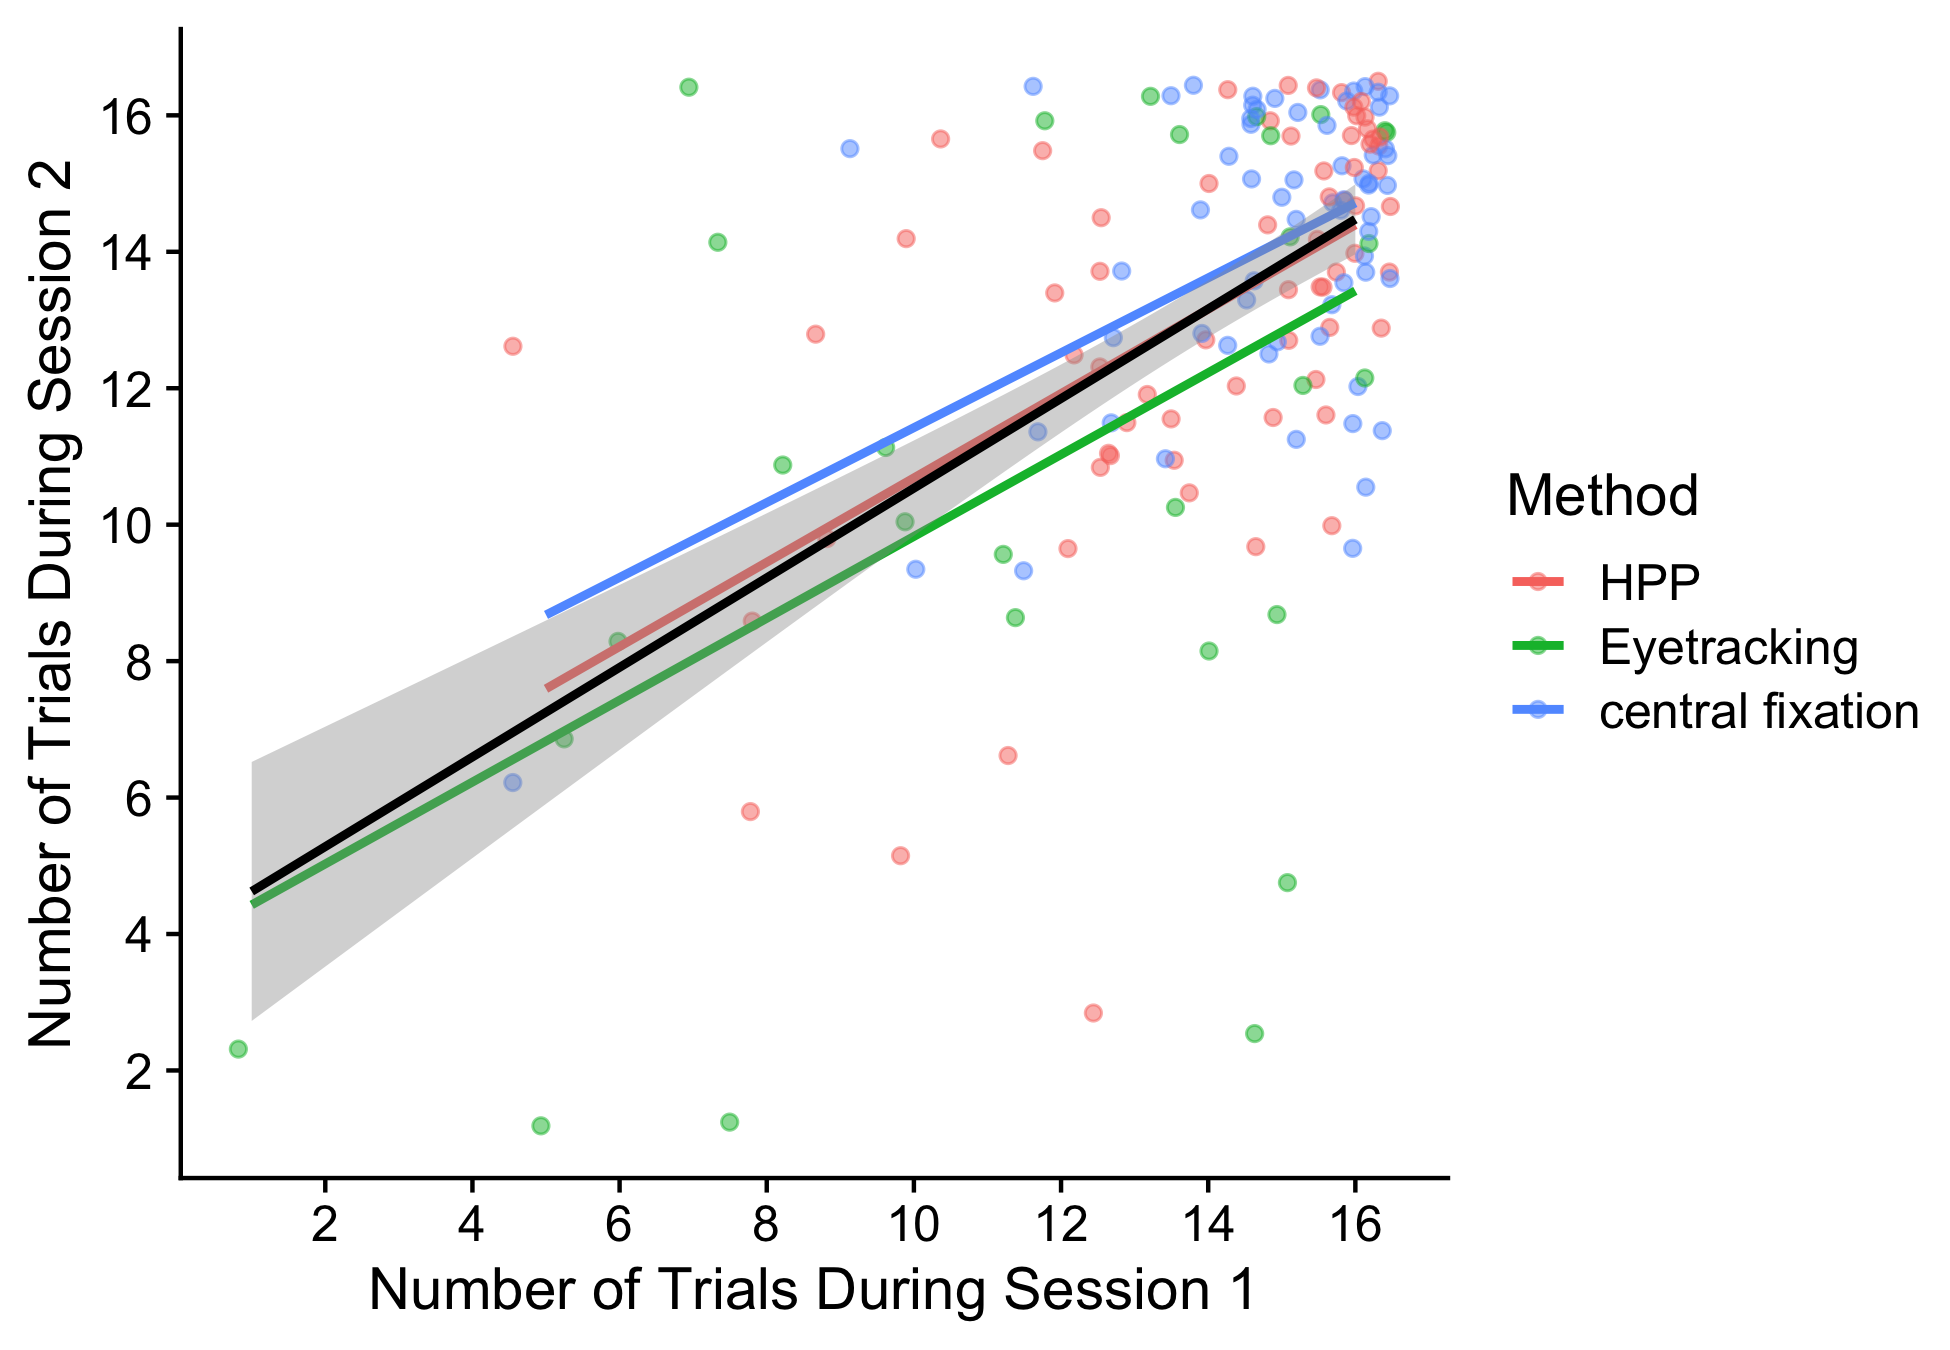 Number of Trials During Session 2
16
14
12
10
8
6
4
2
2 4 6 8 10 12 14 16
Number of Trials During Session 1
Method
HPP
Eyetracking
central fixation